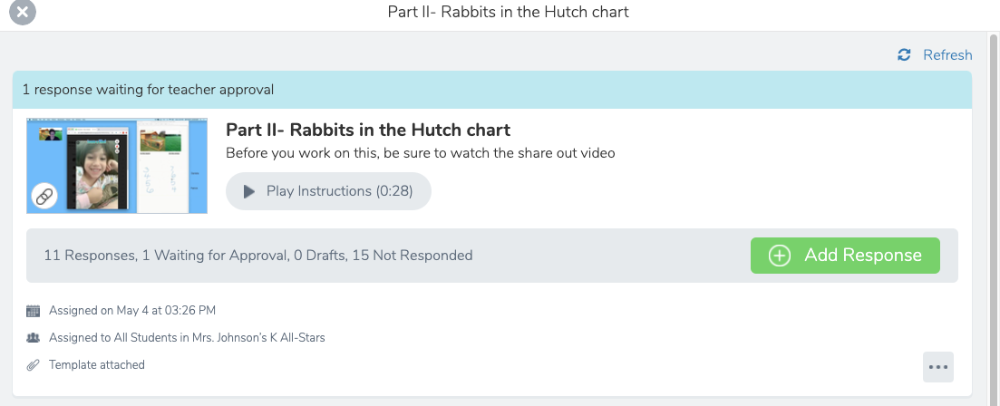 Part II- Rabbits in the Hutch chart
Refresh
1 response waiting for teacher approval
Part II- Rabbits in the Hutch chart
Before you work on this, be sure to watch the share out video
Play Instructions (0:28)
11 Responses, 1 Waiting for Approval, 0 Drafts, 15 Not Responded
Add Response
Assigned on May 4 at 03:26 PM
Assigned to All Students in Mrs. Johnson's K All-Stars
Template attached